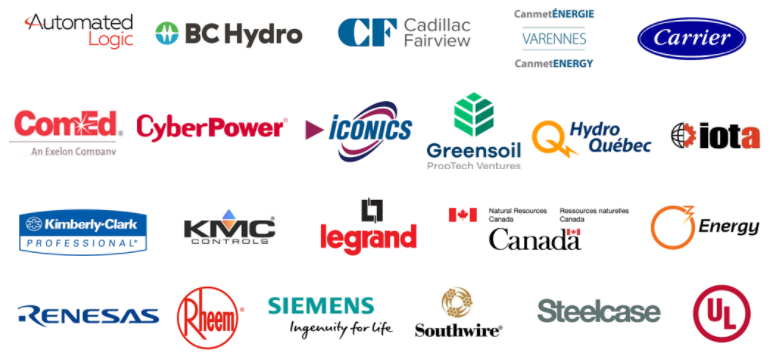 Automated
Logic
BC Hydro
CF Cadillac
Fairview
CanmetÉNERGIE
VARENNES
CanmetENERGY
Carrier
ComEd®
An Exelon Company
CyberPower®
ICONICS
Greensoil
PropTech Ventures
Hydro
Québec
iota
Kimberly-Clark
PROFESSIONAL*
KMC
CONTROLS®
legrand
Natural Resources
Canada
Ressources naturelles
Canada
Canada
Energy
RENESAS
Rheem®
SIEMENS
Ingenuity for life
Southwire®
Steelcase
UL